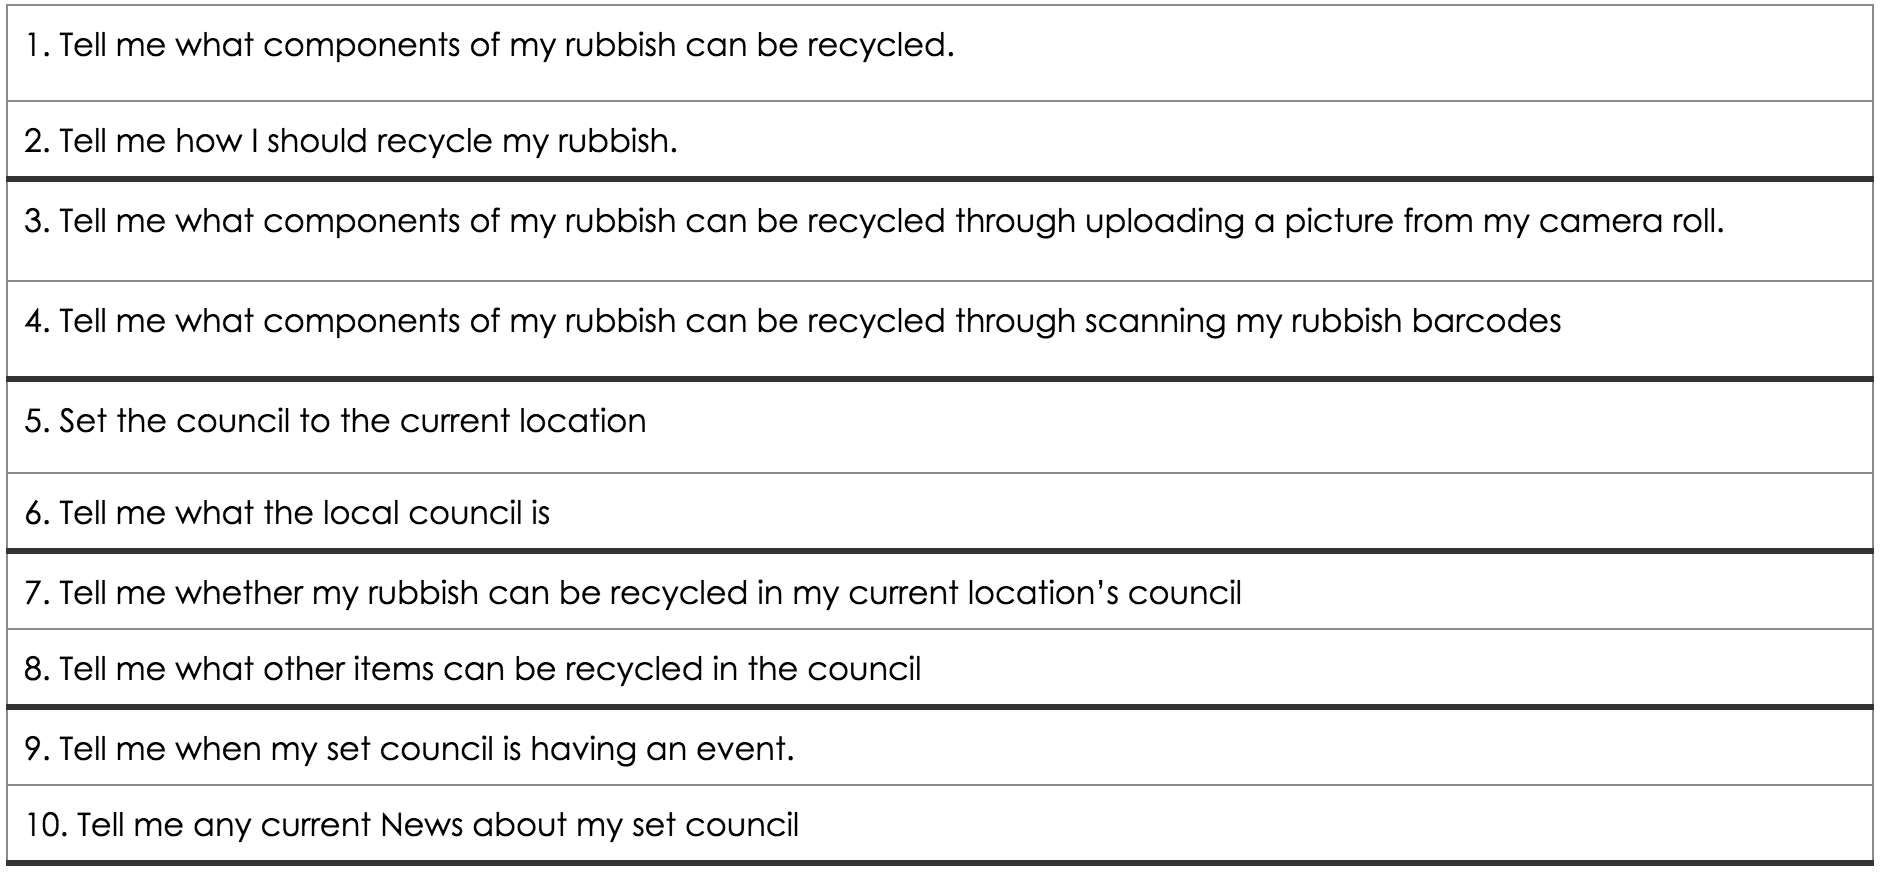 1. Tell me what components of my rubbish can be recycled.
2. Tell me how I should recycle my rubbish.
3. Tell me what components of my rubbish can be recycled through uploading a picture from my camera roll.
4. Tell me what components of my rubbish can be recycled through scanning my rubbish barcodes
5. Set the council to the current location
6. Tell me what the local council is
7. Tell me whether my rubbish can be recycled in my current location’s council
8. Tell me what other items can be recycled in the council
9. Tell me when my set council is having an event.
10. Tell me any current News about my set council